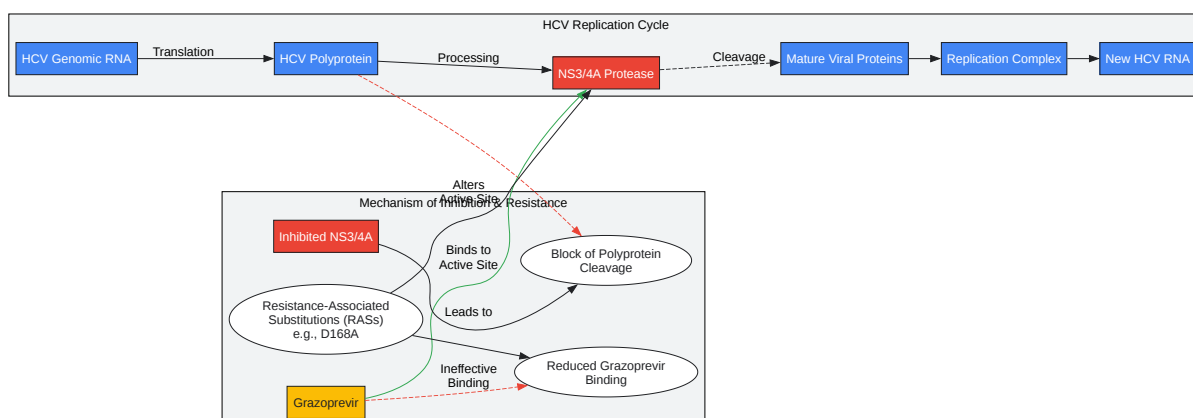 HCV Replication Cycle
HCV Genomic RNA
Translation
HCV Polyprotein
Processing
NS3/4A Protease
Cleavage
Mature Viral Proteins
Replication Complex
New HCV RNA
Alters
Active Site
Mechanism of Inhibition & Resistance
Inhibited NS3/4A
Binds to
Active Site
Block of Polyprotein
Cleavage
Resistance-Associated
Substitutions (RASs)
e.g., D168A
Leads to
Ineffective
Binding
Reduced Grazoprevir
Binding
Grazoprevir